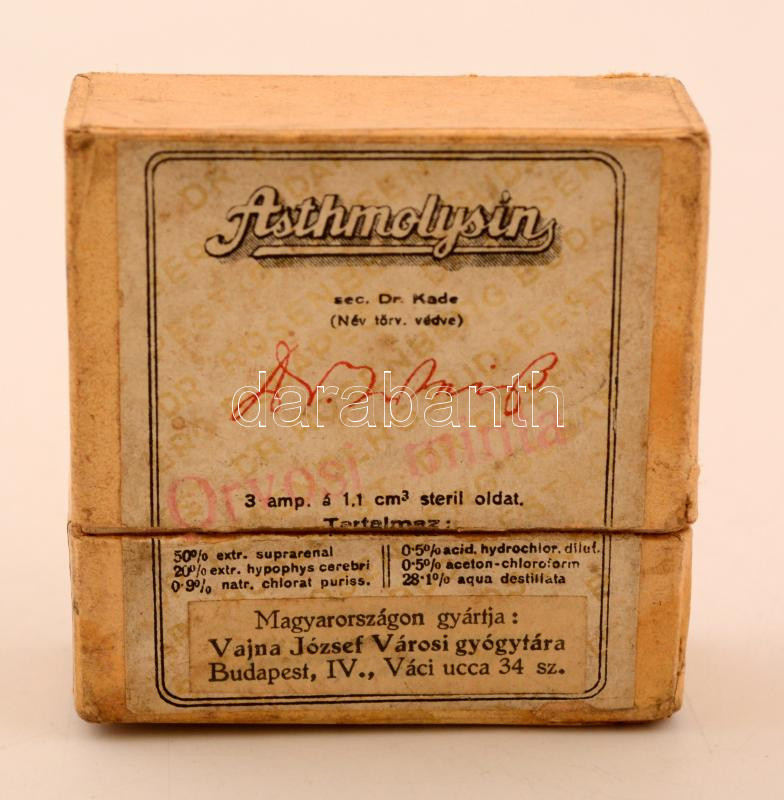 Asthmolysin
sec. Dr. Kade
(Név törv. védve)
darabanth
Orvosi minta
3 amp. á 1,1 cm³ steril oldat.
Tartalmaz:
50% extr. suprarenal
20% extr. hypophys cerebri
0·9% natr. chlorat puriss.
0·5% acid. hydrochlor. dilut.
0·5% aceton-chloroform
28·1% aqua destillata
Magyarországon gyártja:
Vajna József Városi gyógytára
Budapest, IV., Váci ucca 34 sz.